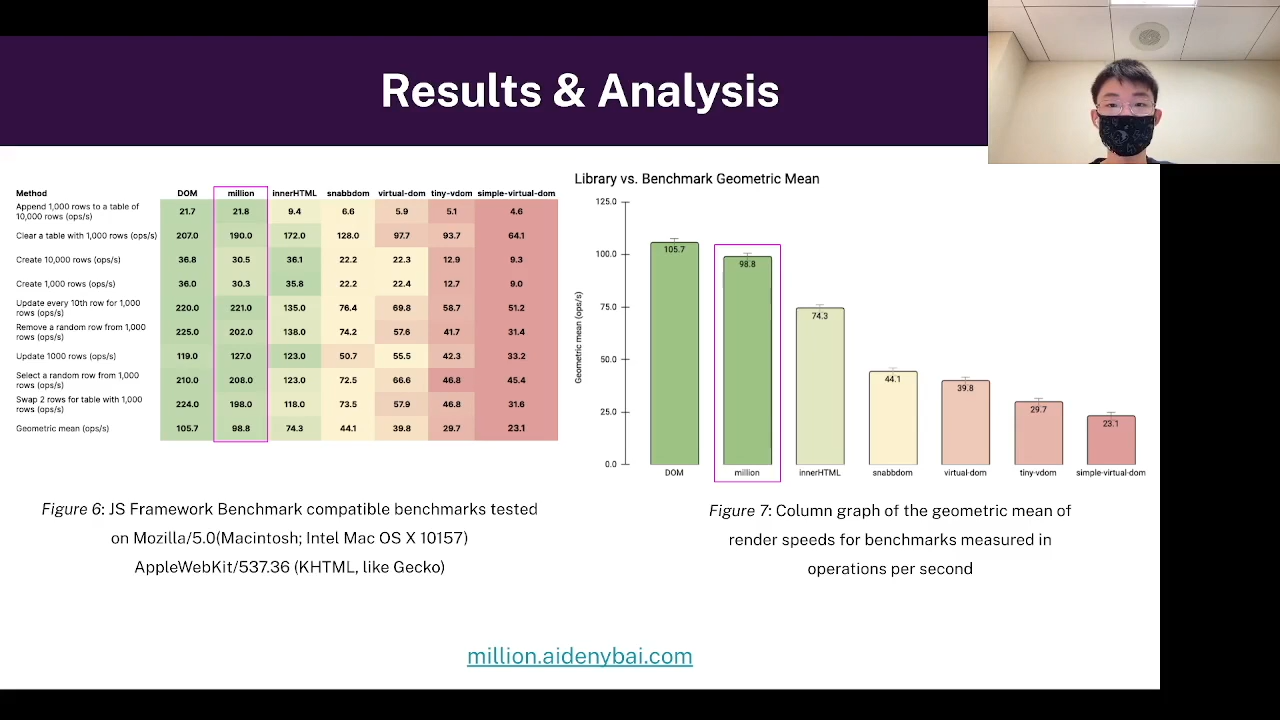 Results & Analysis
Method DOM million innerHTML snabbdom virtual-dom tiny-vdom simple-virtual-dom
Append 1,000 rows to a table of
10,000 rows (ops/s) 21.7 21.8 9.4 6.6 5.9 5.1 4.6
Clear a table with 1,000 rows (ops/s) 207.0 190.0 172.0 128.0 97.7 93.7 64.1
Create 10,000 rows (ops/s) 36.8 30.5 36.1 22.2 22.3 12.9 9.3
Create 1,000 rows (ops/s) 36.0 30.3 35.8 22.2 22.4 12.7 9.0
Update every 10th row for 1,000
rows (ops/s) 220.0 221.0 135.0 76.4 69.8 58.7 51.2
Remove a random row from 1,000
rows (ops/s) 225.0 202.0 138.0 74.2 57.6 41.7 31.4
Update 1000 rows (ops/s) 119.0 127.0 123.0 50.7 55.5 42.3 33.2
Select a random row from 1,000
rows (ops/s) 210.0 208.0 123.0 72.5 66.6 46.8 45.4
Swap 2 rows for table with 1,000
rows (ops/s) 224.0 198.0 118.0 73.5 57.9 46.8 31.6
Geometric mean (ops/s) 105.7 98.8 74.3 44.1 39.8 29.7 23.1
Figure 6: JS Framework Benchmark compatible benchmarks tested
on Mozilla/5.0(Macintosh; Intel Mac OS X 10157)
AppleWebKit/537.36 (KHTML, like Gecko)
Library vs. Benchmark Geometric Mean
Geometric mean (ops/s)
125.0
100.0
75.0
50.0
25.0
0.0
105.7 98.8 74.3 44.1 39.8 29.7 23.1
DOM million innerHTML snabbdom virtual-dom tiny-vdom simple-virtual-dom
Figure 7: Column graph of the geometric mean of
render speeds for benchmarks measured in
operations per second
million.aidenybai.com